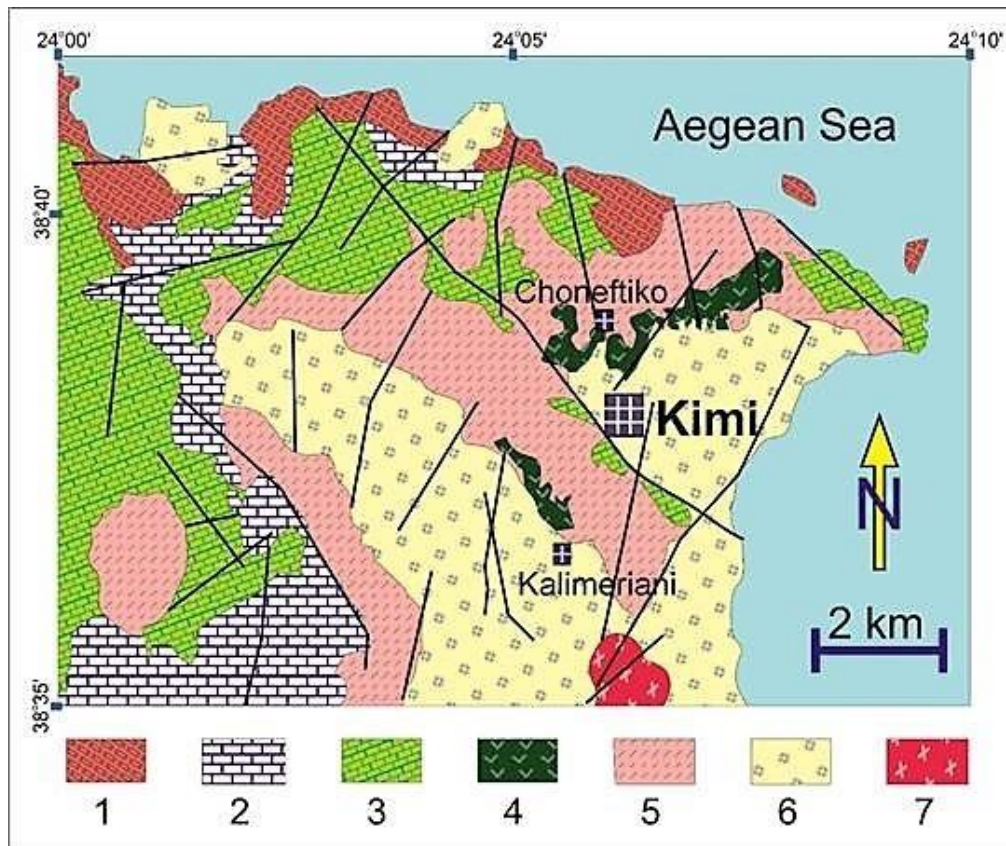 24°00'
24°05'
24°10'
Aegean Sea
38°40'
Choneftiko
Kimi
N
Kalimeriani
2 km
38°35'
1 2 3 4 5 6 7